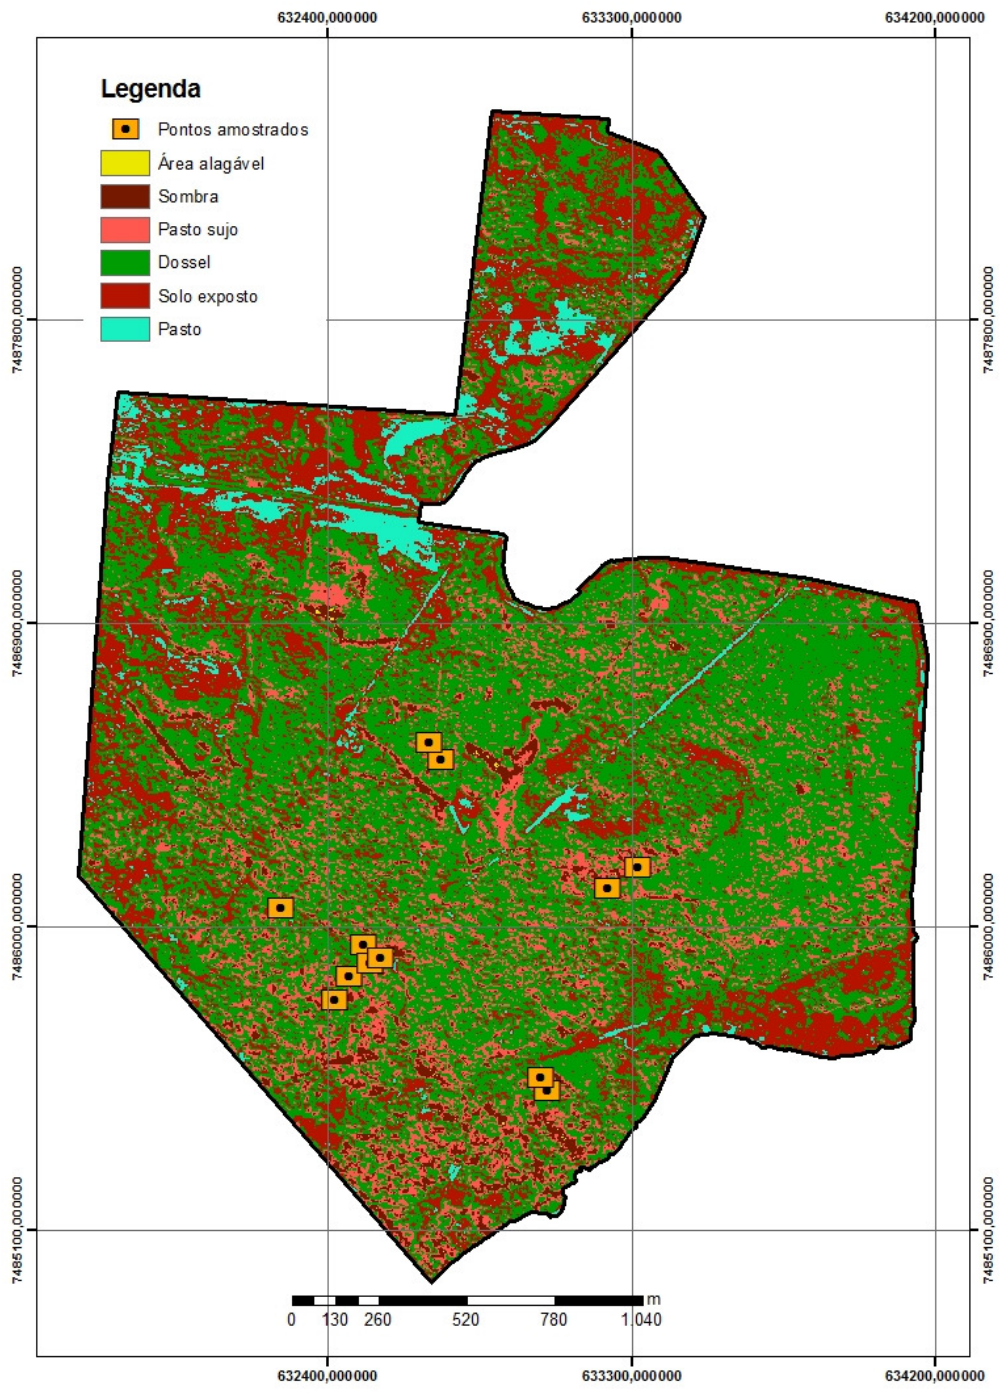 632400,000000 633300,000000 634200,000000
Legenda
Pontos amostrados
Área alagável
Sombra
Pasto sujo
Dossel
Solo exposto
Pasto
7487800,000000 7487800,000000
7486900,000000 7486900,000000
7486000,000000 7486000,000000
7485100,000000 7485100,000000
m
0 130 260 520 780 1.040
632400,000000 633300,000000 634200,000000